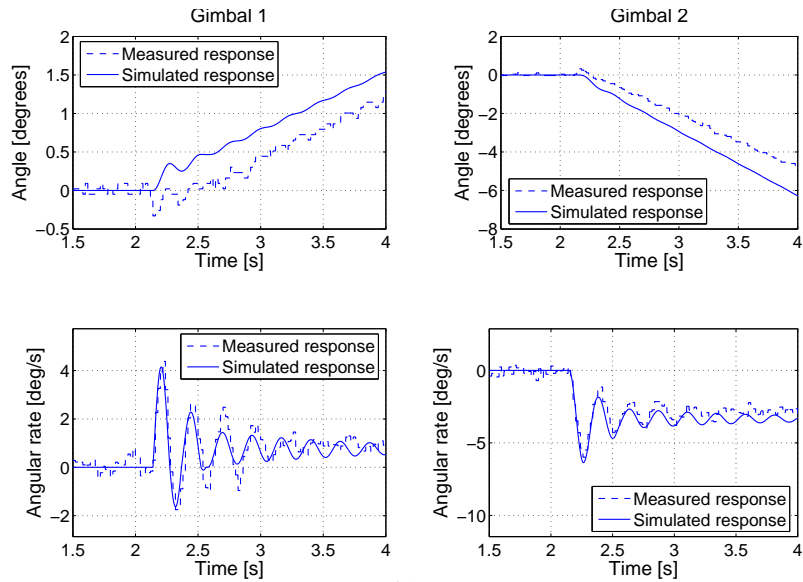 Gimbal 1
2
1.5
1
0.5
0
−0.5
1.5 2 2.5 3 3.5 4
Angle [degrees]
Time [s]
Measured response
Simulated response
Gimbal 2
2
0
−2
−4
−6
−8
1.5 2 2.5 3 3.5 4
Angle [degrees]
Time [s]
Measured response
Simulated response
4
2
0
−2
1.5 2 2.5 3 3.5 4
Angular rate [deg/s]
Time [s]
Measured response
Simulated response
0
−5
−10
1.5 2 2.5 3 3.5 4
Angular rate [deg/s]
Time [s]
Measured response
Simulated response